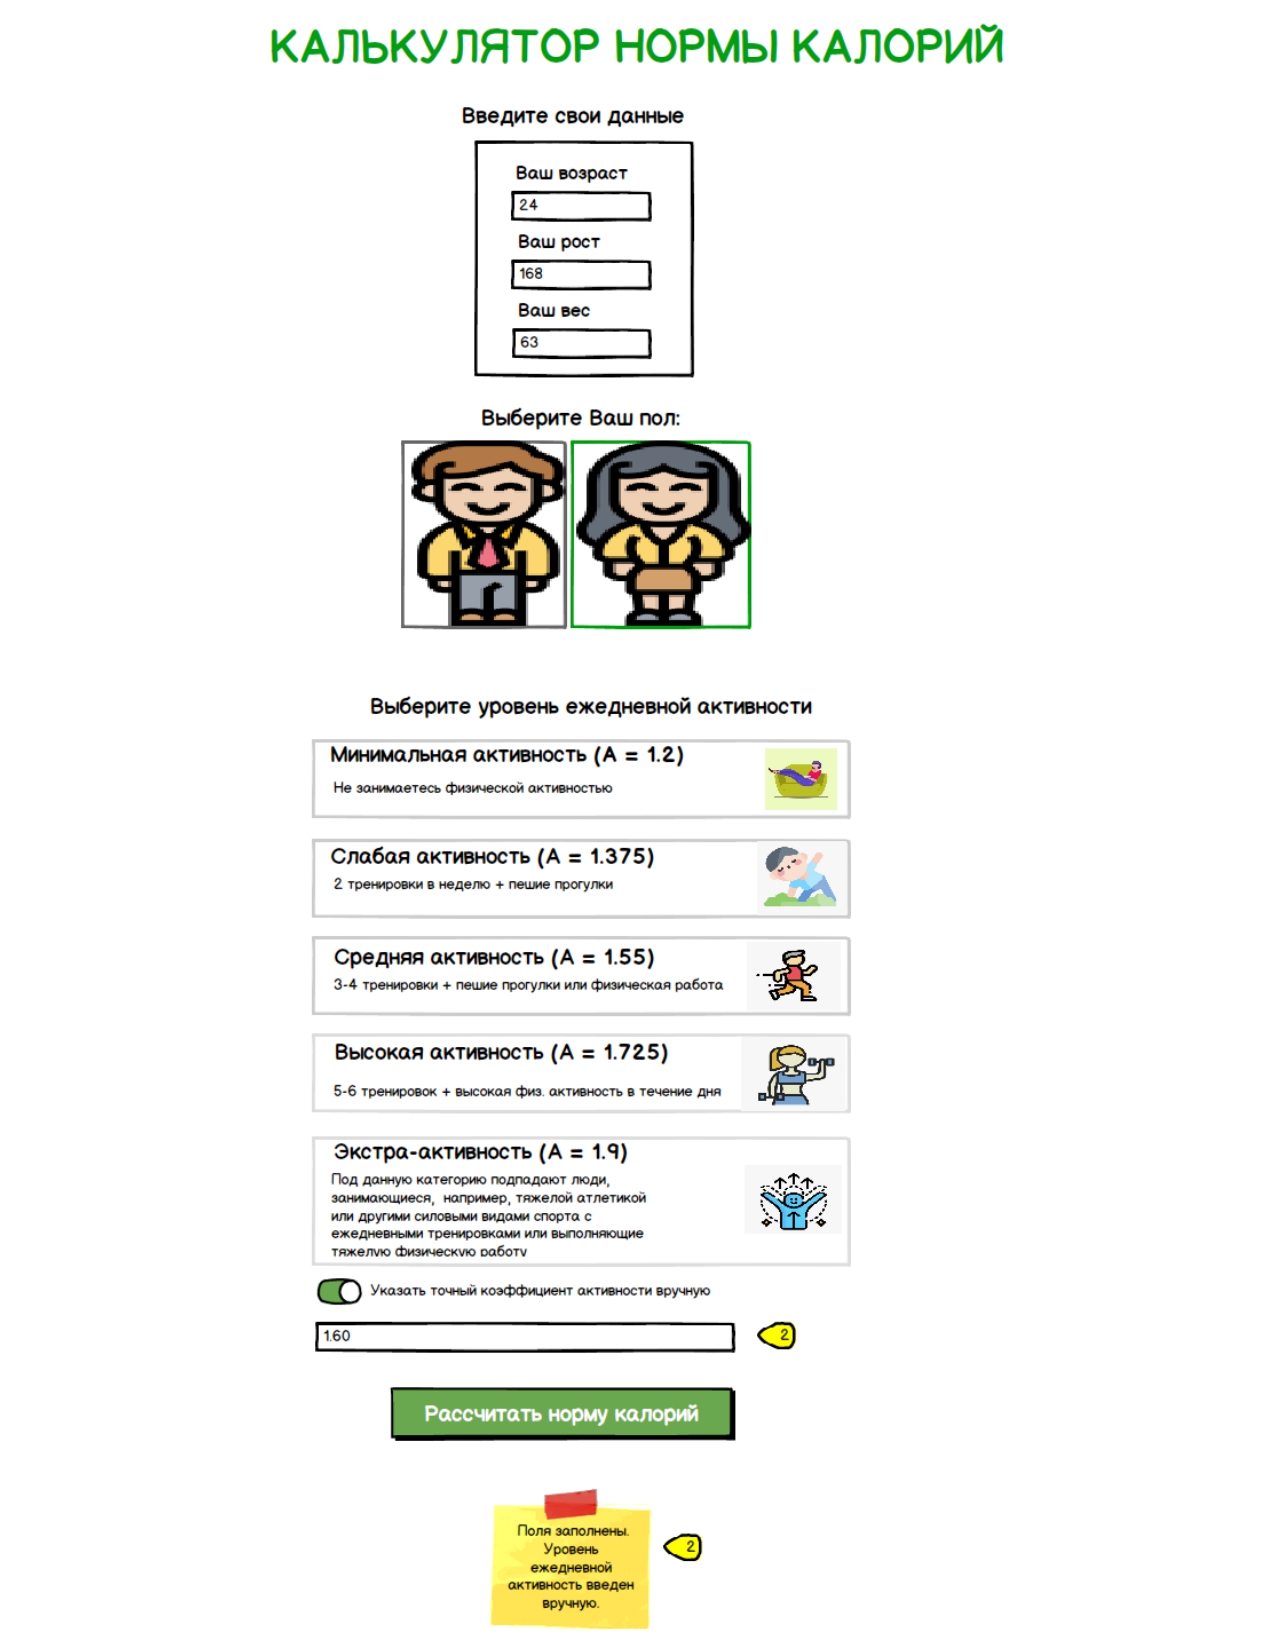 КАЛЬКУЛЯТОР НОРМЫ КАЛОРИЙ
Введите свои данные
Ваш возраст
24
Ваш рост
168
Ваш вес
63
Выберите Ваш пол:
Выберите уровень ежедневной активности
Минимальная активность (А = 1.2)
Не занимаетесь физической активностью
Слабая активность (А = 1.375)
2 тренировки в неделю + пешие прогулки
Средняя активность (А = 1.55)
3-4 тренировки + пешие прогулки или физическая работа
Высокая активность (А = 1.725)
5-6 тренировок + высокая физ. активность в течение дня
Экстра-активность (А = 1.9)
Под данную категорию подпадают люди,
занимающиеся, например, тяжелой атлетикой
или другими силовыми видами спорта с
ежедневными тренировками или выполняющие
тяжелую физическую работу
Указать точный коэффициент активности вручную
1.60
2
Рассчитать норму калорий
Поля заполнены.
Уровень
ежедневной
активность введен
вручную.
2